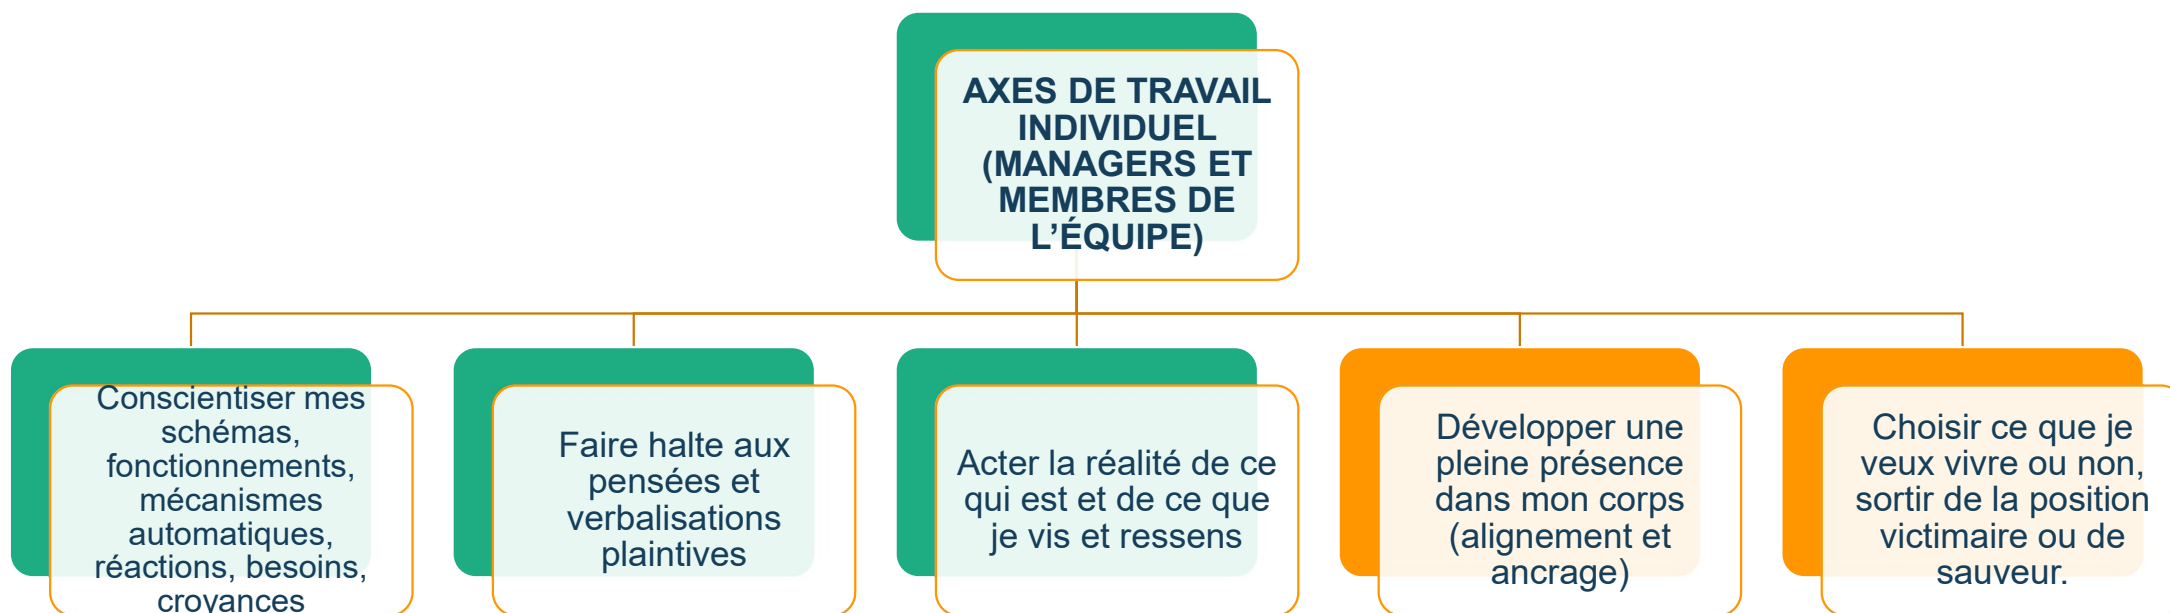 AXES DE TRAVAIL
INDIVIDUEL
(MANAGERS ET
MEMBRES DE
L’ÉQUIPE)
Conscientiser mes
schémas,
fonctionnements,
mécanismes
automatiques,
réactions, besoins,
croyances
Faire halte aux
pensées et
verbalisations
plaintives
Acter la réalité de ce
qui est et de ce que
je vis et ressens
Développer une
pleine présence
dans mon corps
(alignement et
ancrage)
Choisir ce que je
veux vivre ou non,
sortir de la position
victimaire ou de
sauveur.